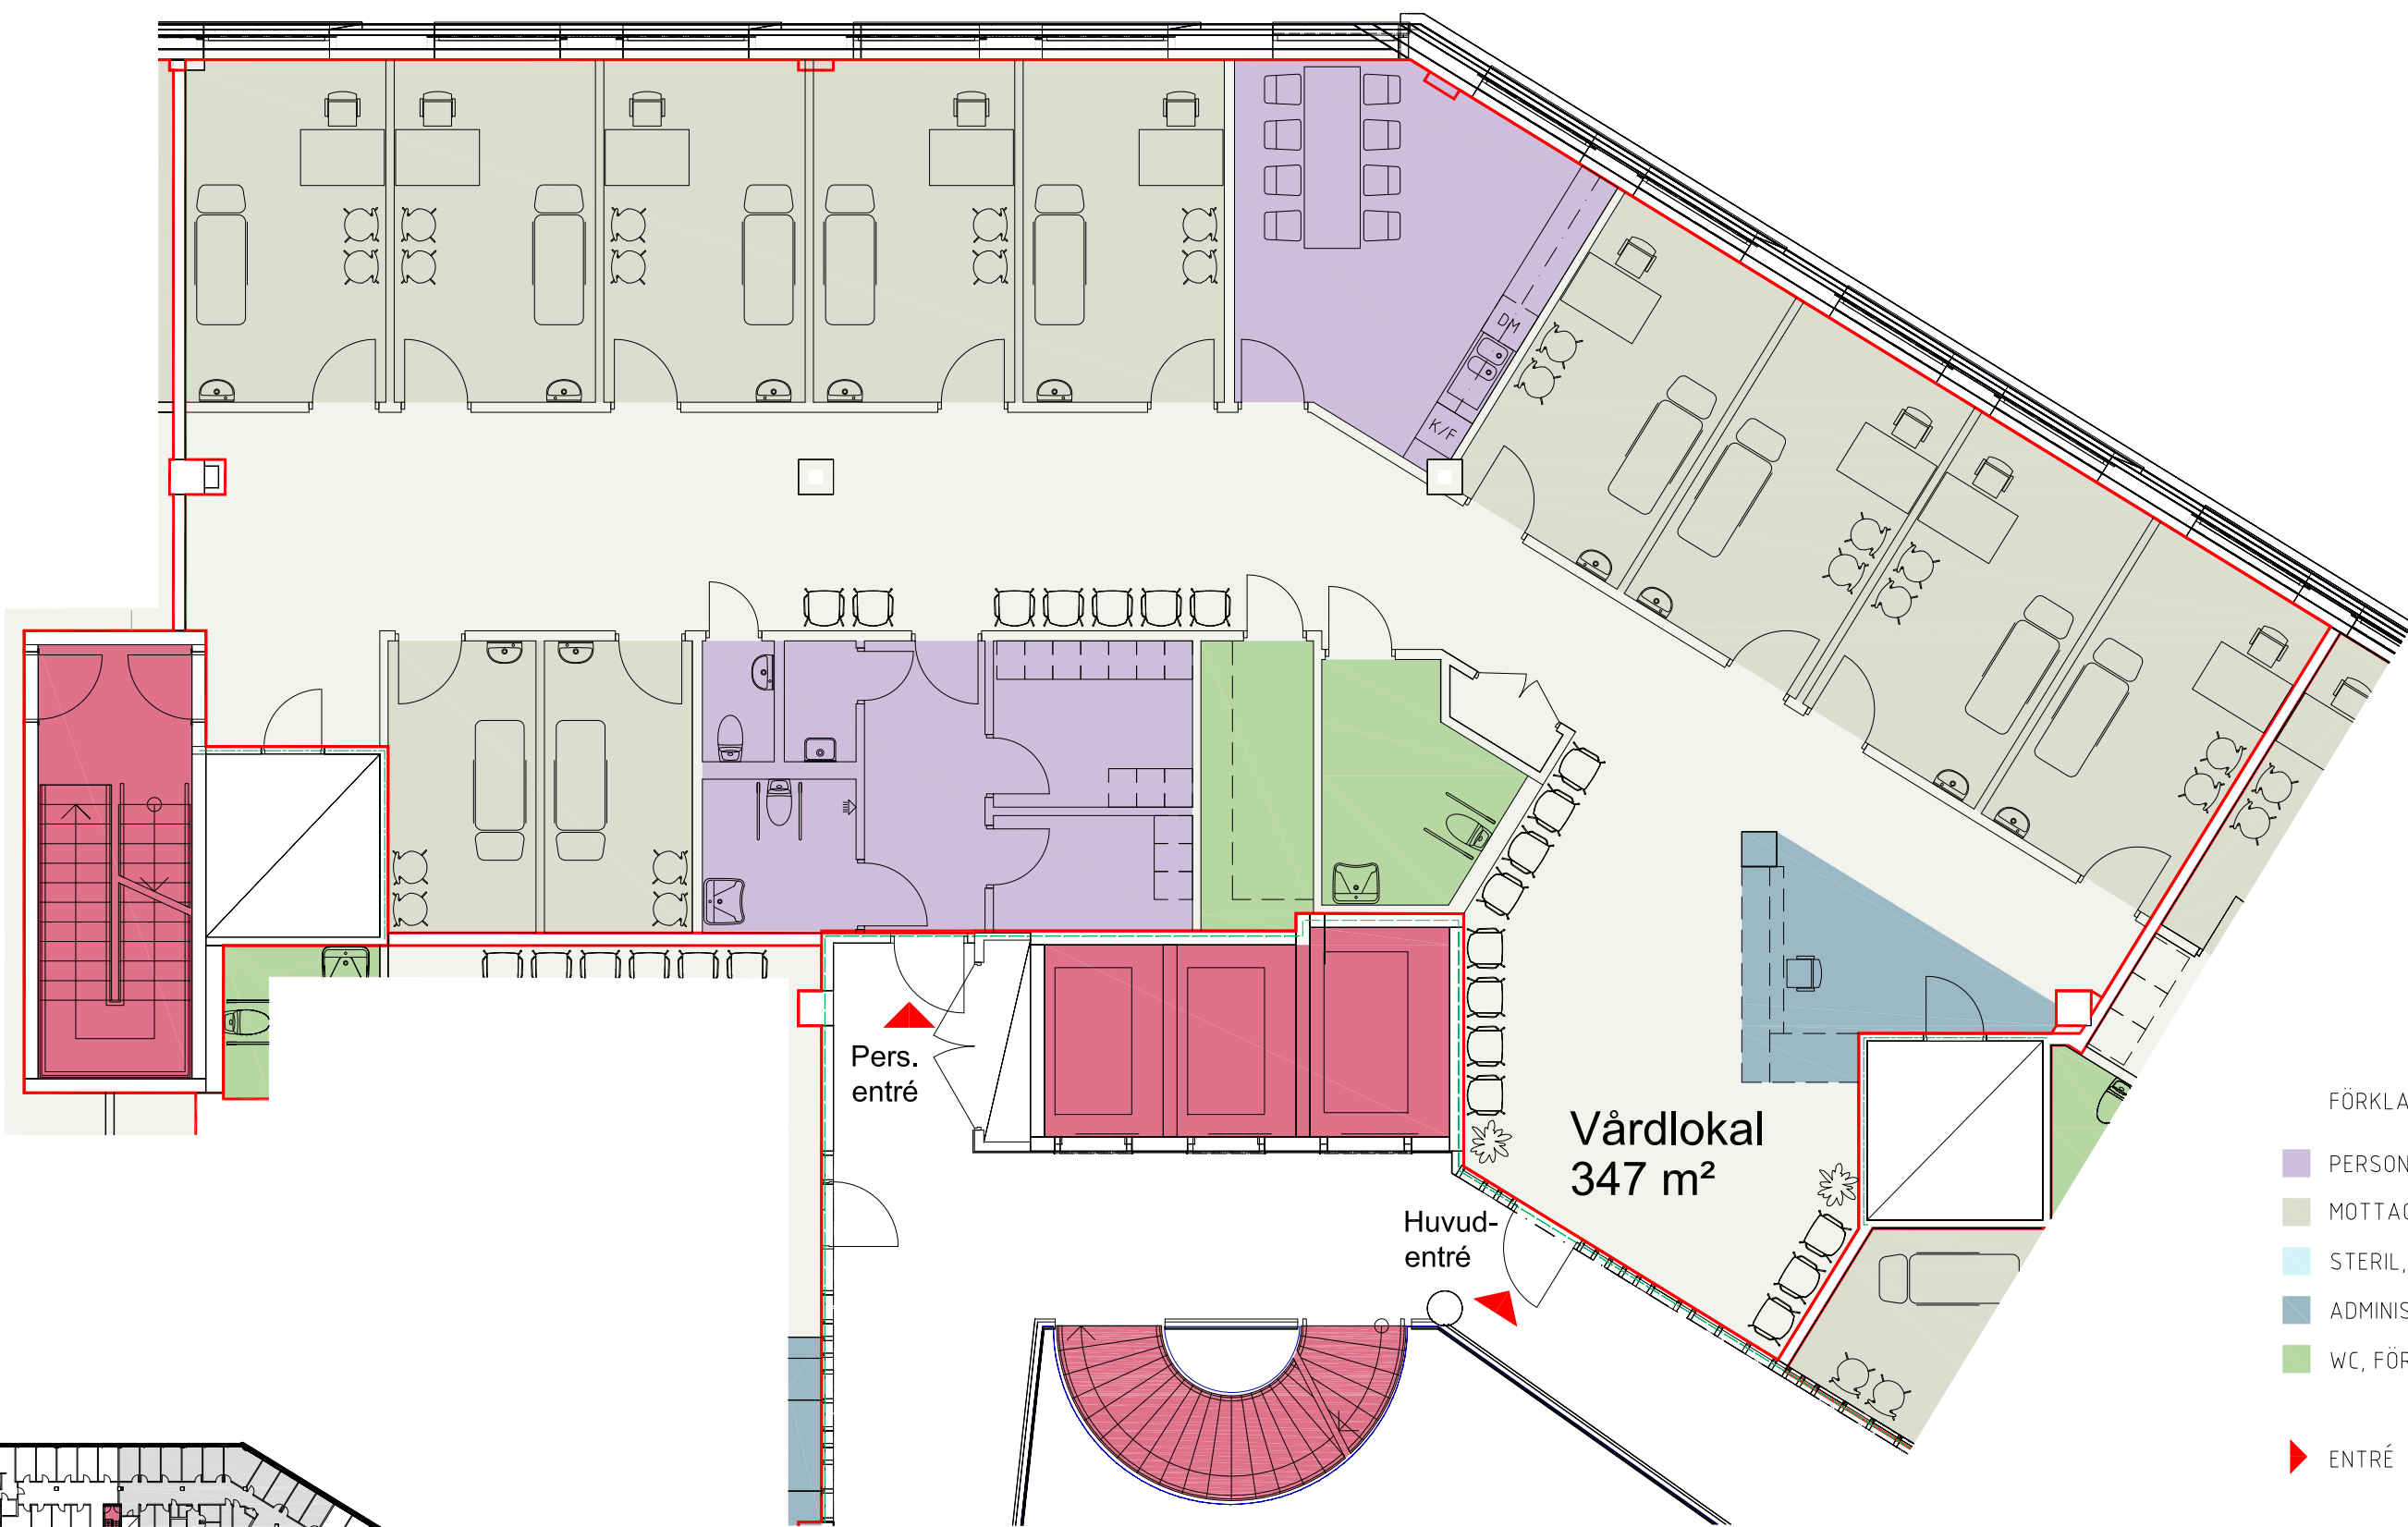 DM
K/F
Pers.
entré
Vårdlokal
347 m²
Huvud-
entré
FÖRKLA
PERSON
MOTTAG
STERIL,
ADMINIS
WC, FÖR
ENTRÉ